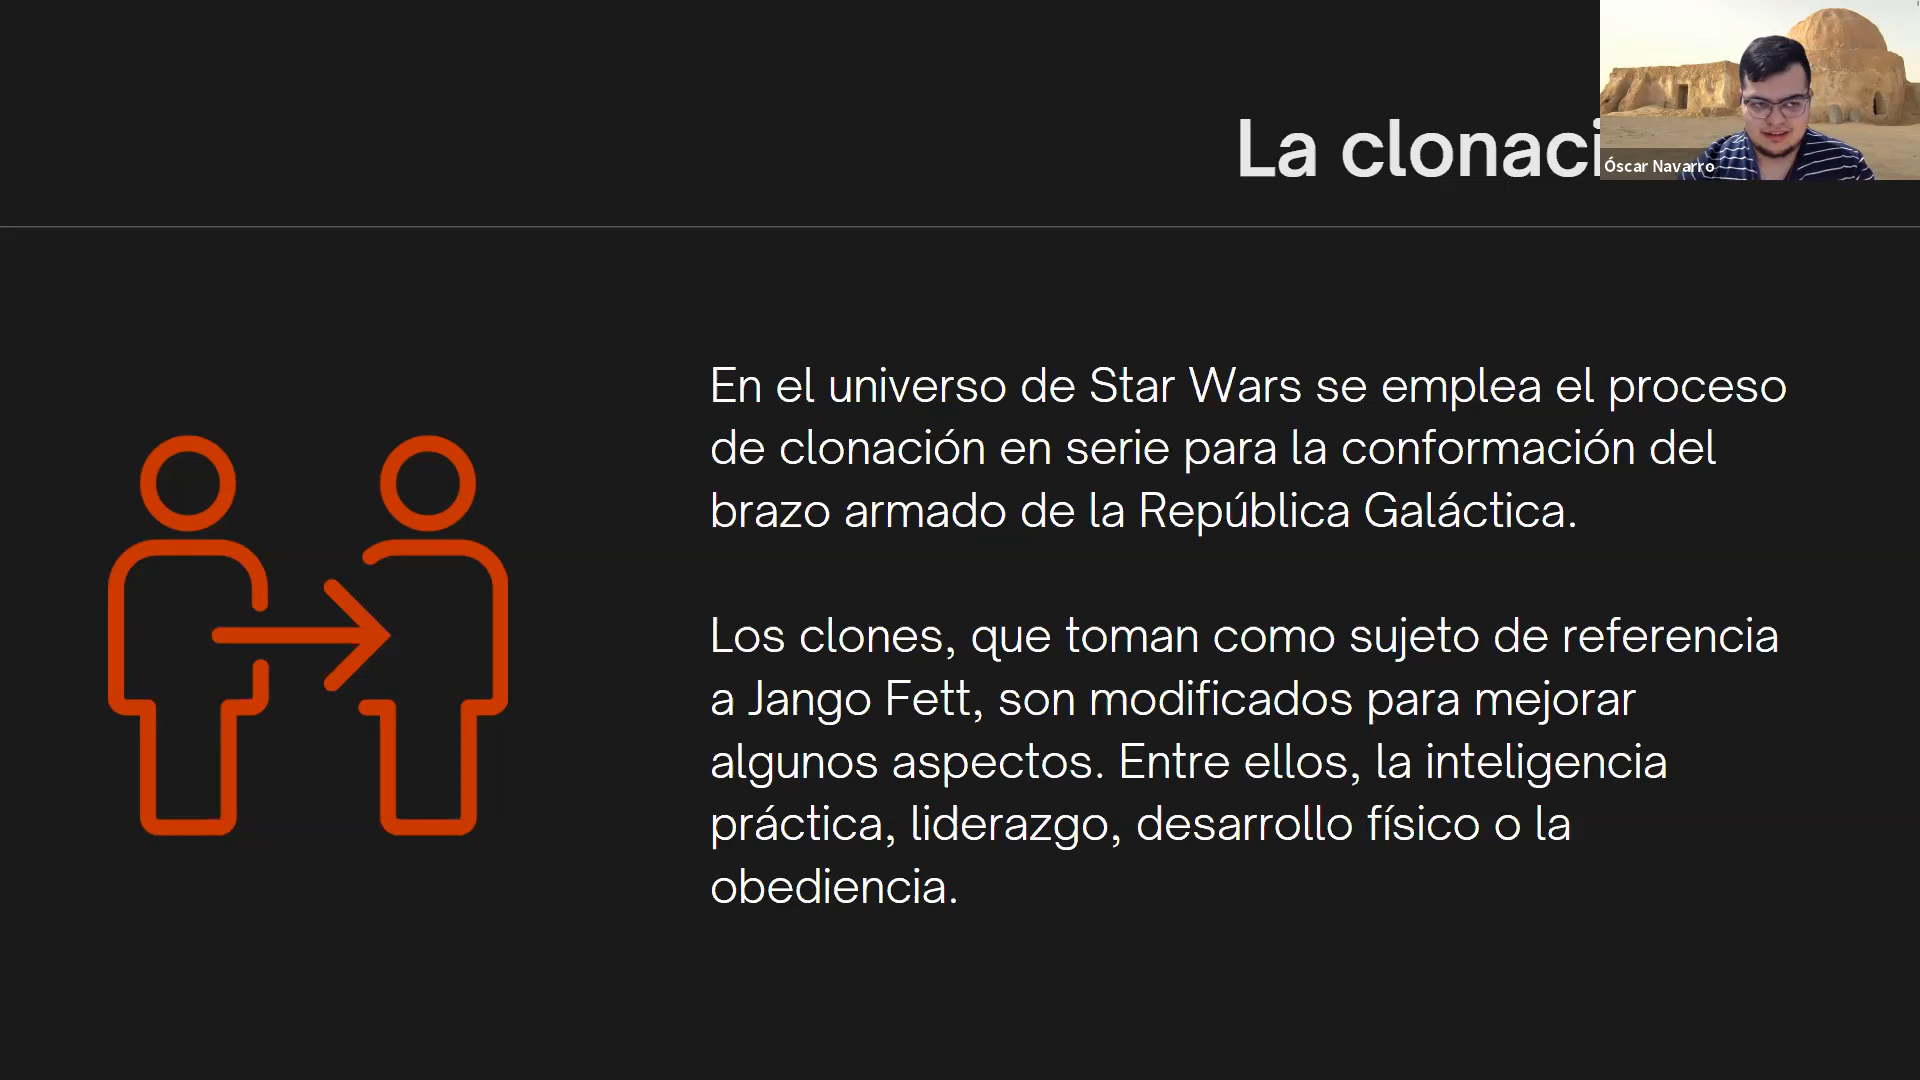 La clonaci
Óscar Navarro
En el universo de Star Wars se emplea el proceso
de clonación en serie para la conformación del
brazo armado de la República Galáctica.
Los clones, que toman como sujeto de referencia
a Jango Fett, son modificados para mejorar
algunos aspectos. Entre ellos, la inteligencia
práctica, liderazgo, desarrollo físico o la
obediencia.